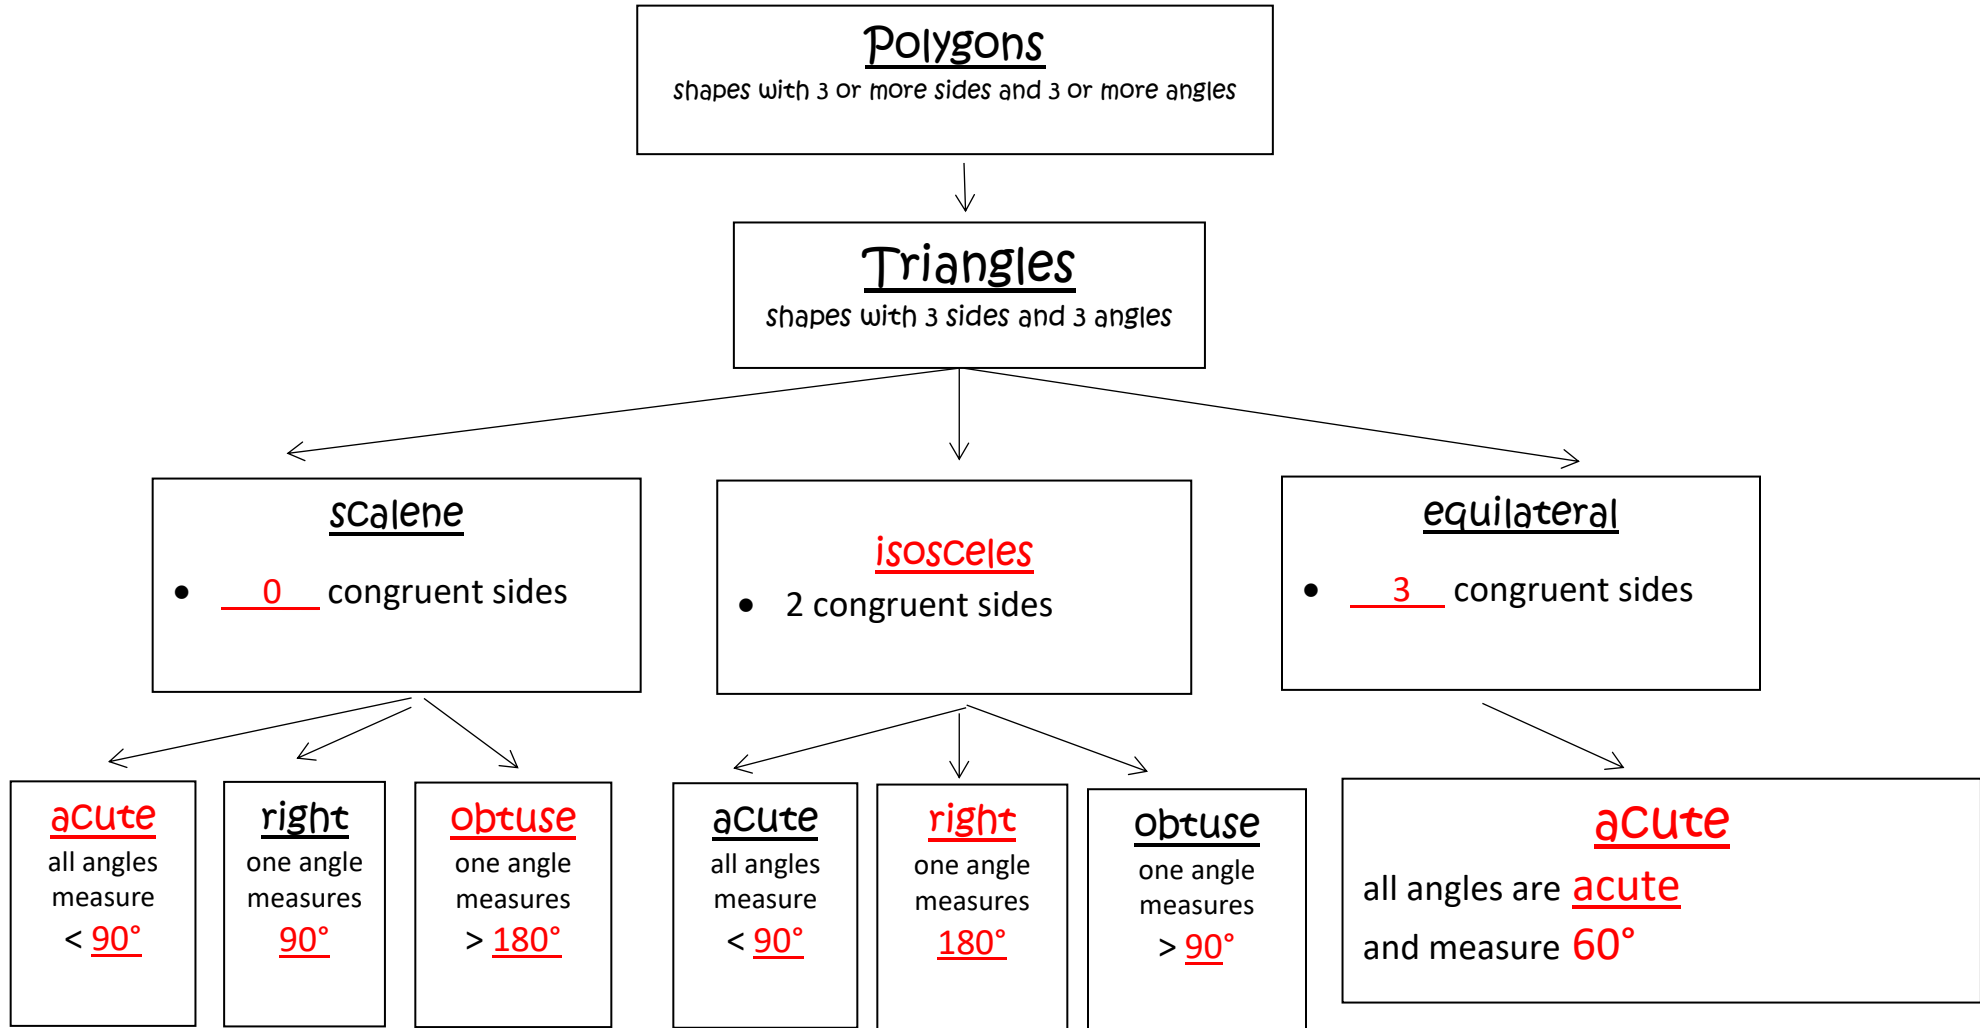 Polygons
shapes with 3 or more sides and 3 or more angles
Triangles
shapes with 3 sides and 3 angles
scalene
• 0 congruent sides
isosceles
• 2 congruent sides
equilateral
• 3 congruent sides
acute
all angles
measure
< 90°
right
one angle
measures
90°
obtuse
one angle
measures
> 180°
acute
all angles
measure
< 90°
right
one angle
measures
180°
obtuse
one angle
measures
> 90°
acute
all angles are acute
and measure 60°